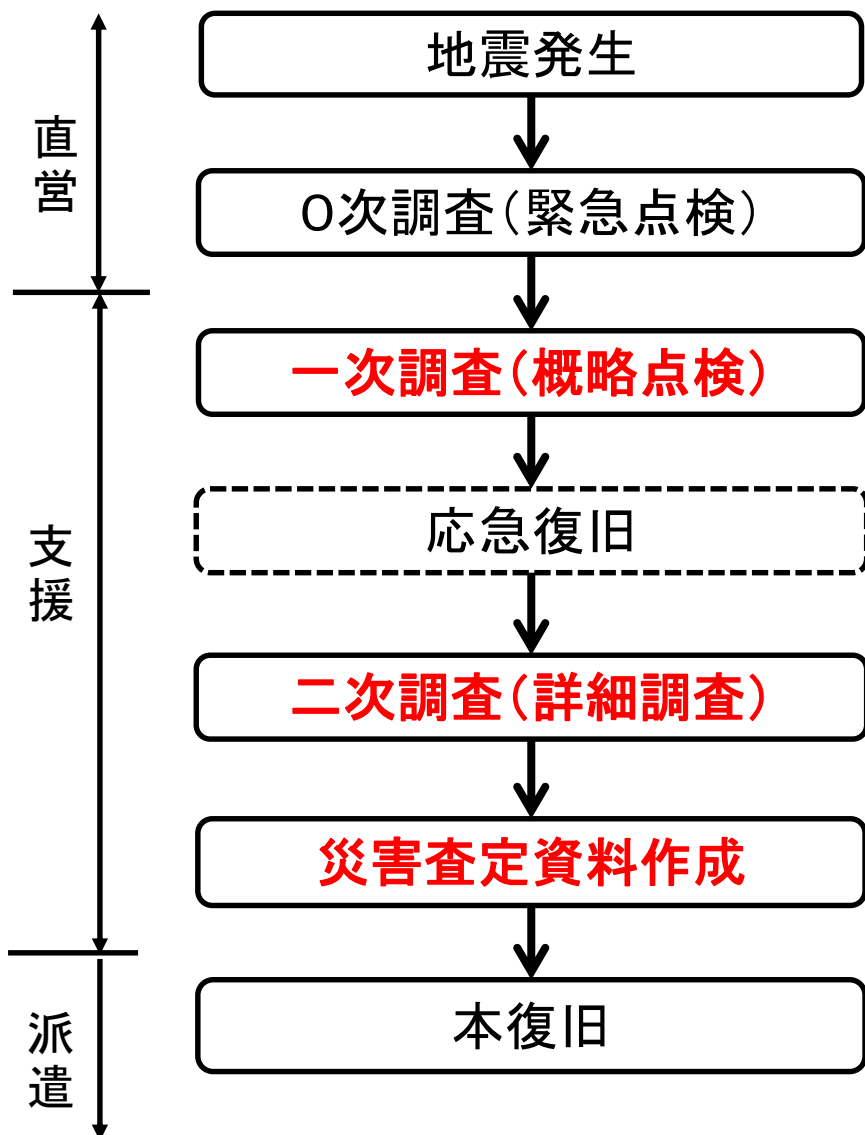 直営
地震発生
0次調査(緊急点検)
支援
一次調査(概略点検)
応急復旧
二次調査(詳細調査)
災害査定資料作成
派遣
本復旧